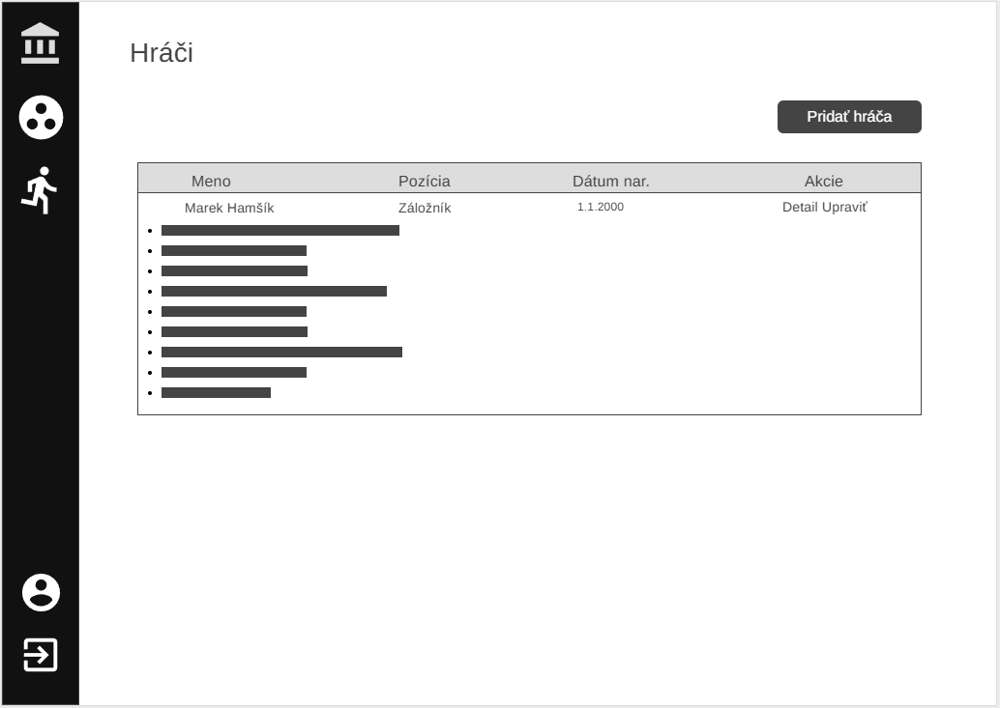 Hráči
Pridať hráča
Meno Pozícia Dátum nar. Akcie
Marek Hamšík Záložník 1.1.2000 Detail Upraviť